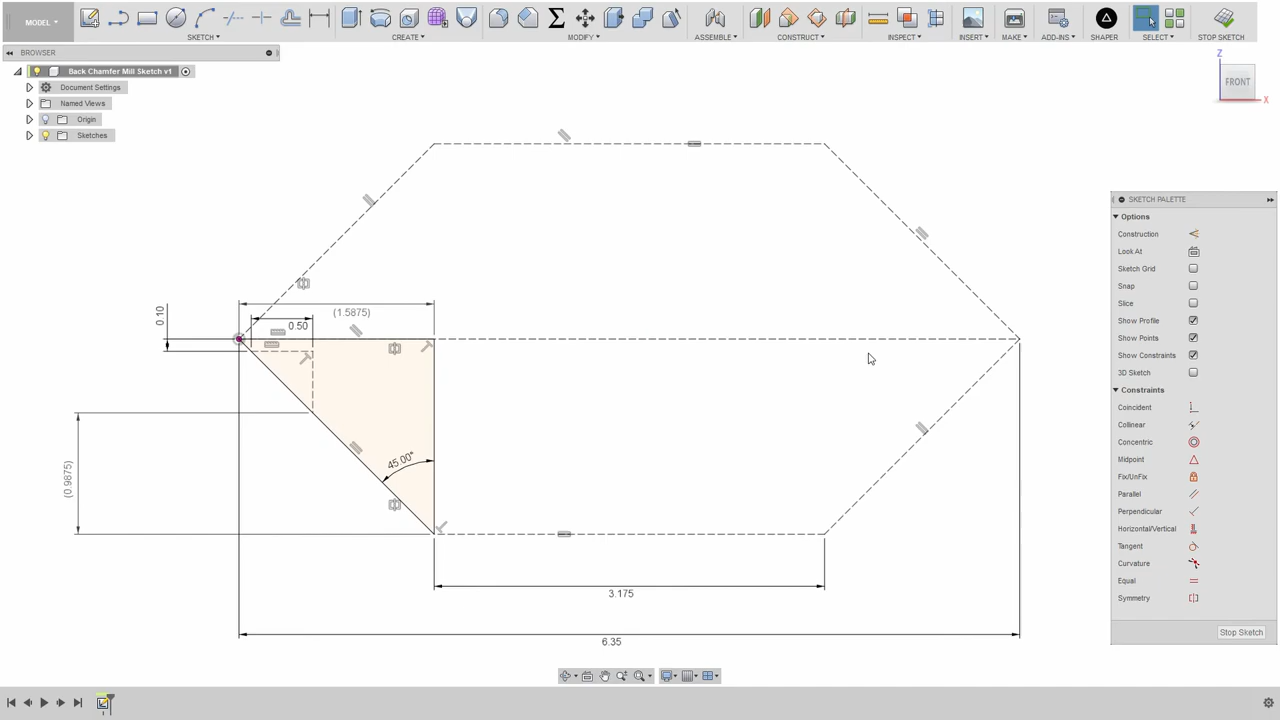 MODEL ▾
SKETCH ▾
CREATE ▾
MODIFY ▾
ASSEMBLE ▾
CONSTRUCT ▾
INSPECT ▾
INSERT ▾
MAKE ▾
ADD-INS ▾
SHAPER
SELECT ▾
STOP SKETCH
BROWSER
Back Chamfer Mill Sketch v1
Document Settings
Named Views
Origin
Sketches
Z
FRONT
X
SKETCH PALETTE
Options
Construction
Look At
Sketch Grid
Snap
Slice
Show Profile
Show Points
Show Constraints
3D Sketch
Constraints
Coincident
Collinear
Concentric
Midpoint
Fix/UnFix
Parallel
Perpendicular
Horizontal/Vertical
Tangent
Curvature
Equal
Symmetry
Stop Sketch
0.10
(1.5875)
0.50
(0.9875)
45.00°
3.175
6.35